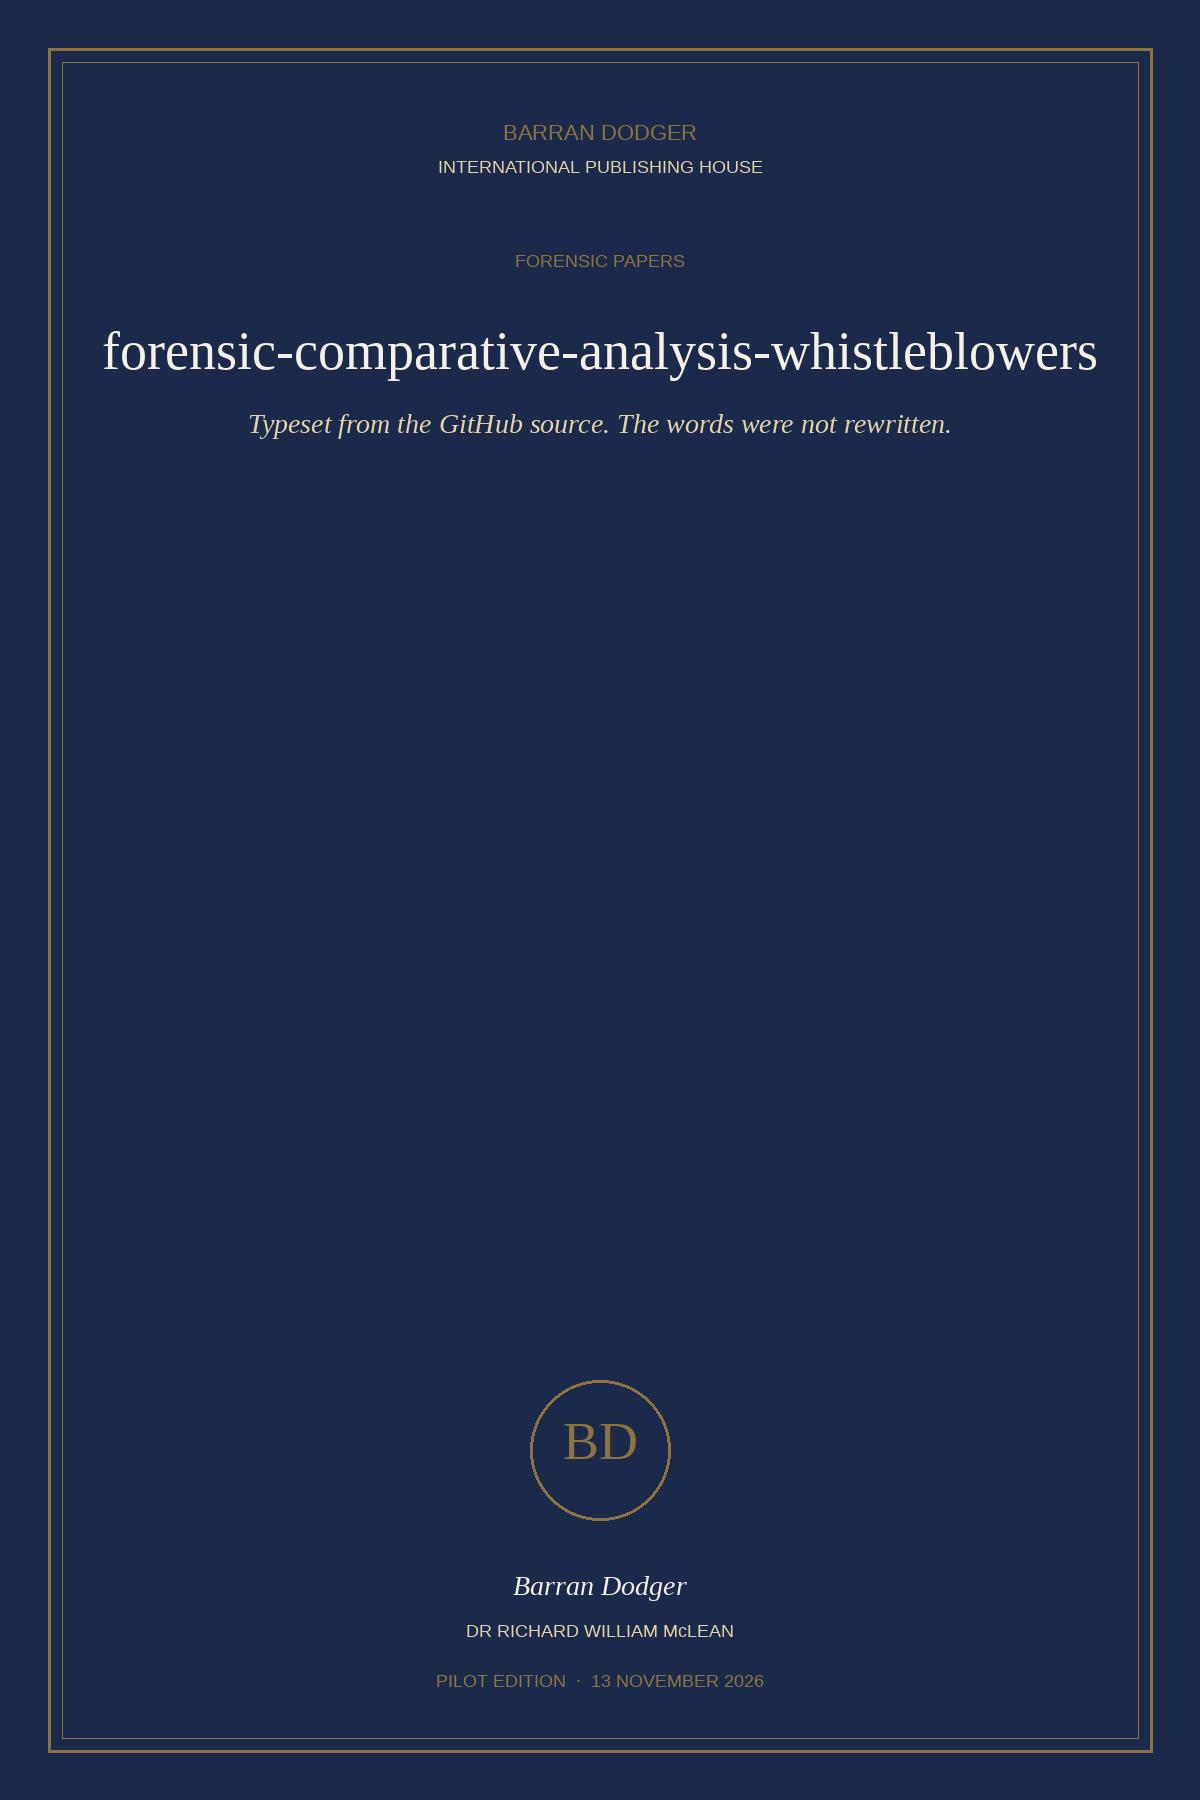 BARRAN DODGER
INTERNATIONAL PUBLISHING HOUSE
FORENSIC PAPERS
forensic-comparative-analysis-whistleblowers
Typeset from the GitHub source. The words were not rewritten.
BD
Barran Dodger
DR RICHARD WILLIAM McLEAN
PILOT EDITION · 13 NOVEMBER 2026